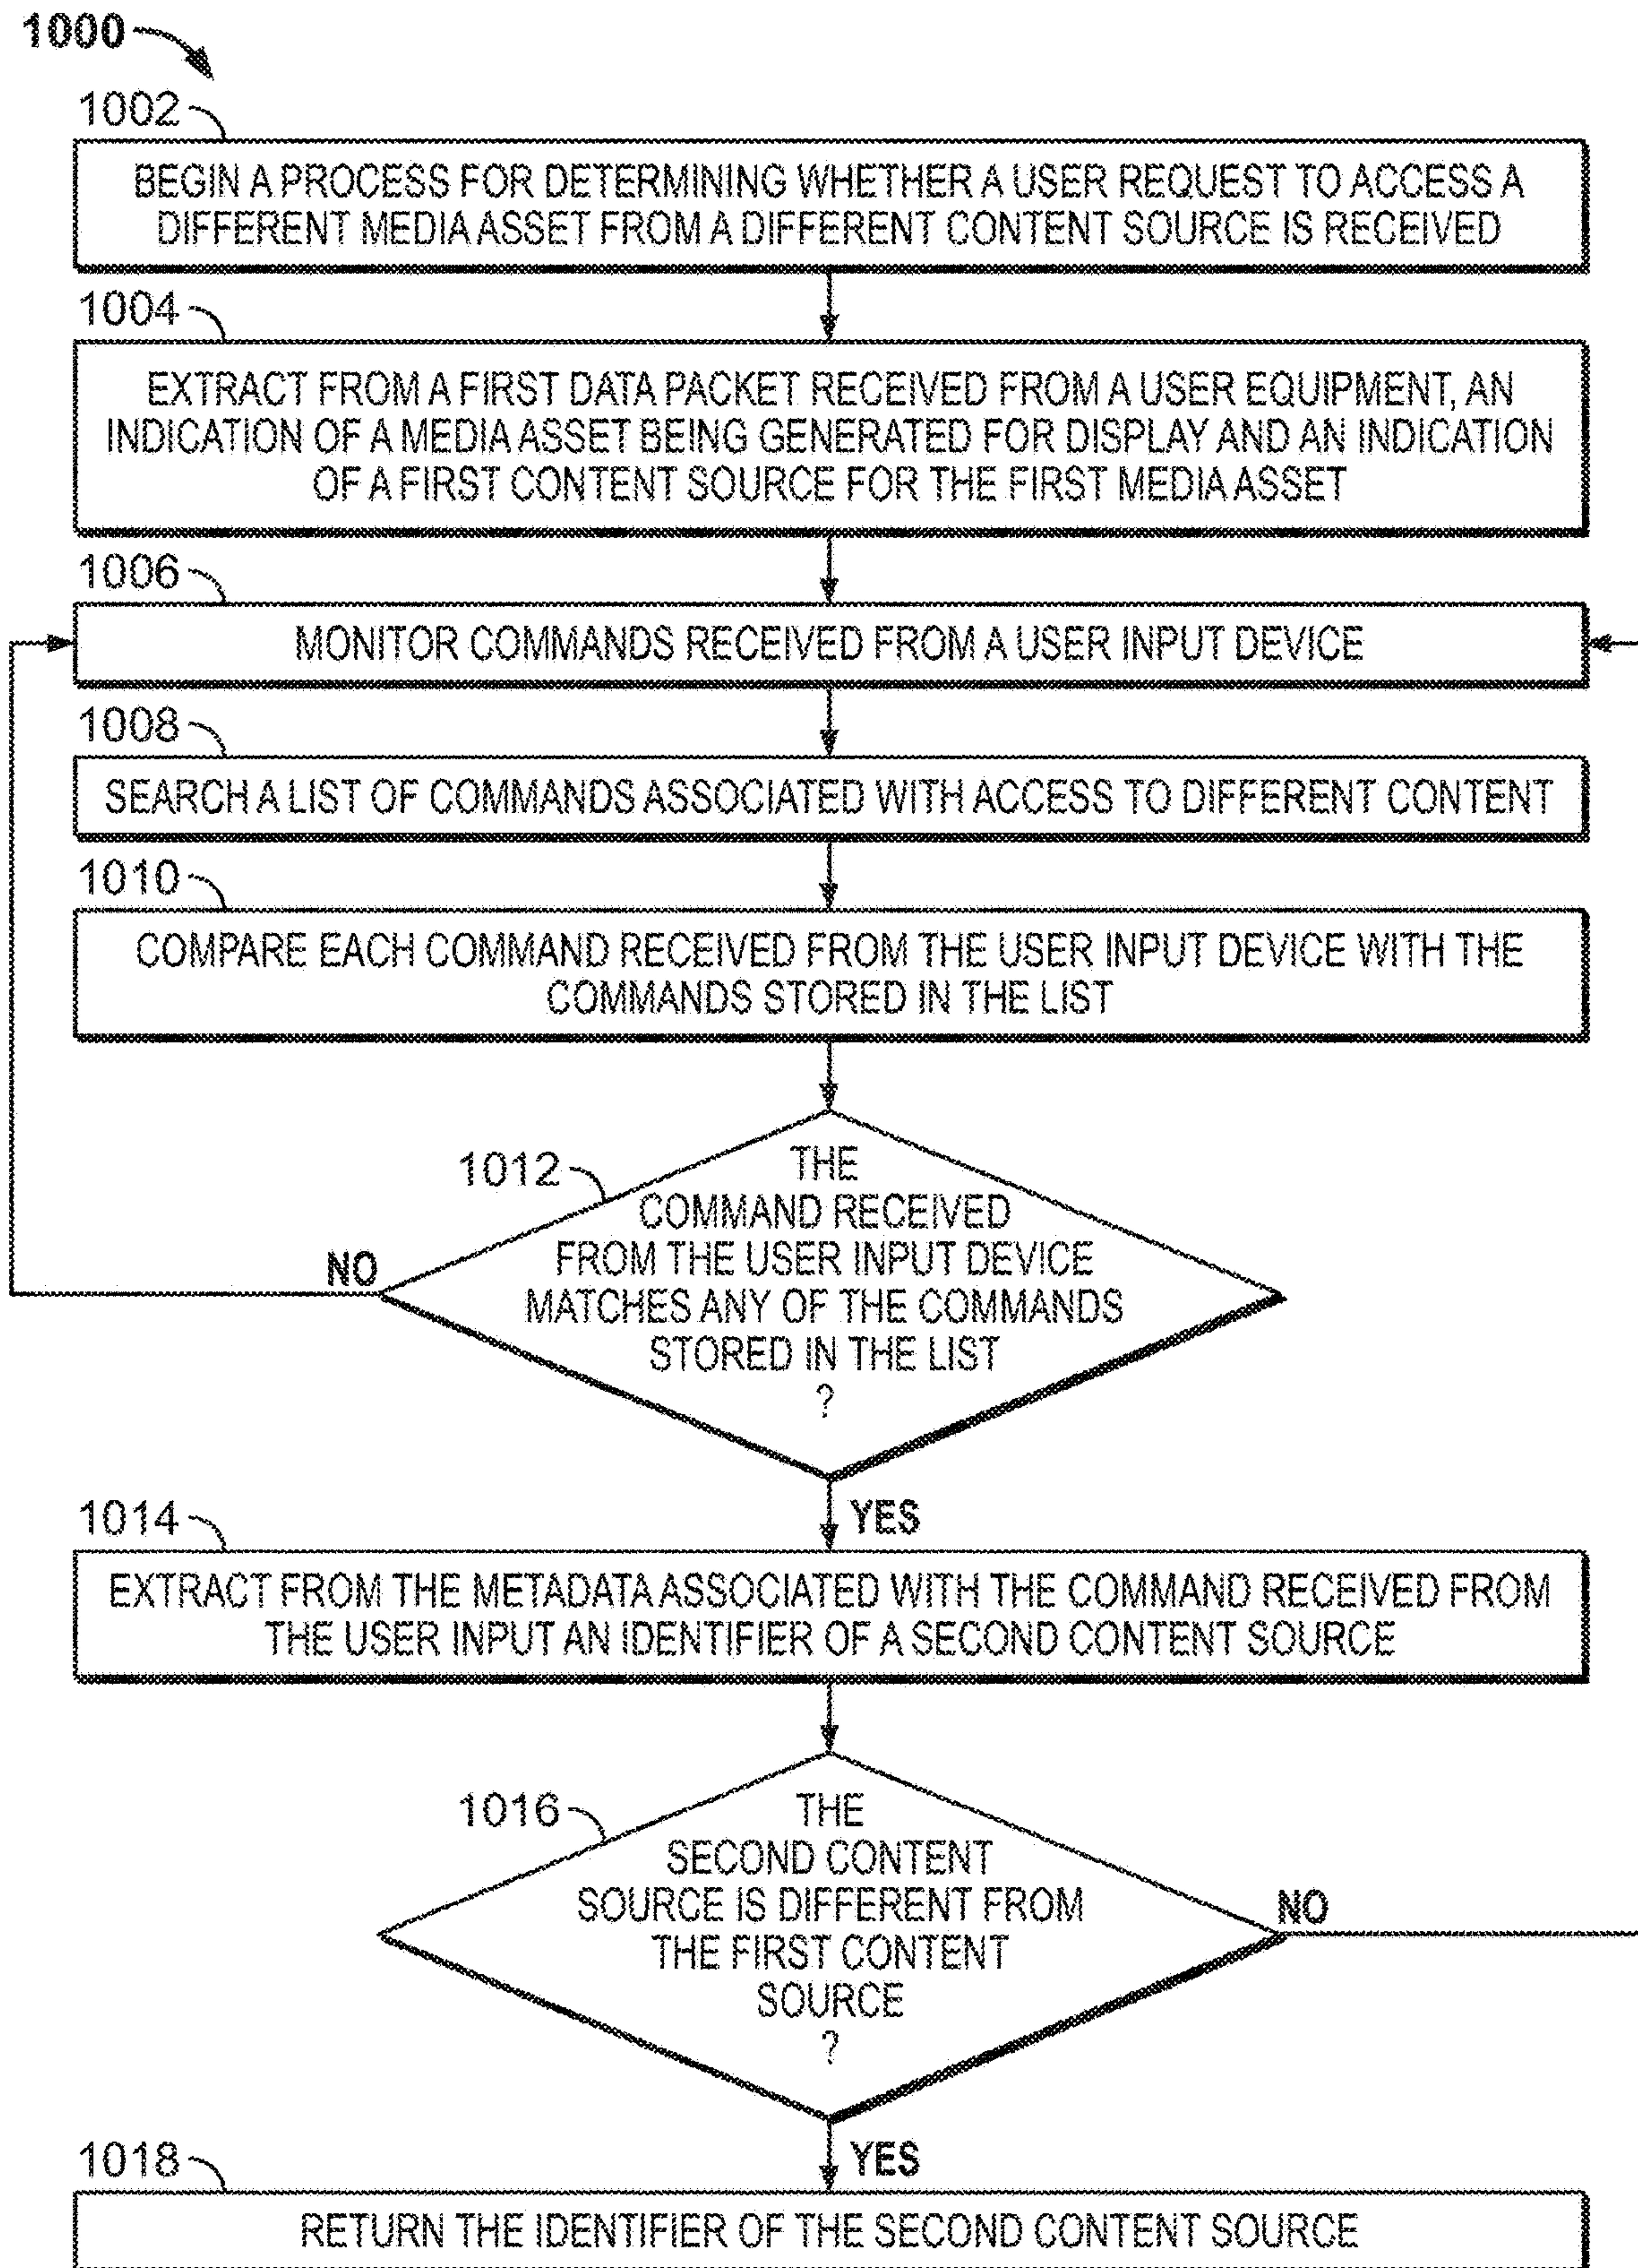 1000
1002
BEGIN A PROCESS FOR DETERMINING WHETHER A USER REQUEST TO ACCESS A
DIFFERENT MEDIA ASSET FROM A DIFFERENT CONTENT SOURCE IS RECEIVED
1004
EXTRACT FROM A FIRST DATA PACKET RECEIVED FROM A USER EQUIPMENT, AN
INDICATION OF A MEDIA ASSET BEING GENERATED FOR DISPLAY AND AN INDICATION
OF A FIRST CONTENT SOURCE FOR THE FIRST MEDIA ASSET
1006
MONITOR COMMANDS RECEIVED FROM A USER INPUT DEVICE
1008
SEARCH A LIST OF COMMANDS ASSOCIATED WITH ACCESS TO DIFFERENT CONTENT
1010
COMPARE EACH COMMAND RECEIVED FROM THE USER INPUT DEVICE WITH THE
COMMANDS STORED IN THE LIST
1012
THE
COMMAND RECEIVED
FROM THE USER INPUT DEVICE
MATCHES ANY OF THE COMMANDS
STORED IN THE LIST
?
NO
YES
1014
EXTRACT FROM THE METADATA ASSOCIATED WITH THE COMMAND RECEIVED FROM
THE USER INPUT AN IDENTIFIER OF A SECOND CONTENT SOURCE
1016
THE
SECOND CONTENT
SOURCE IS DIFFERENT FROM
THE FIRST CONTENT
SOURCE
?
NO
YES
1018
RETURN THE IDENTIFIER OF THE SECOND CONTENT SOURCE